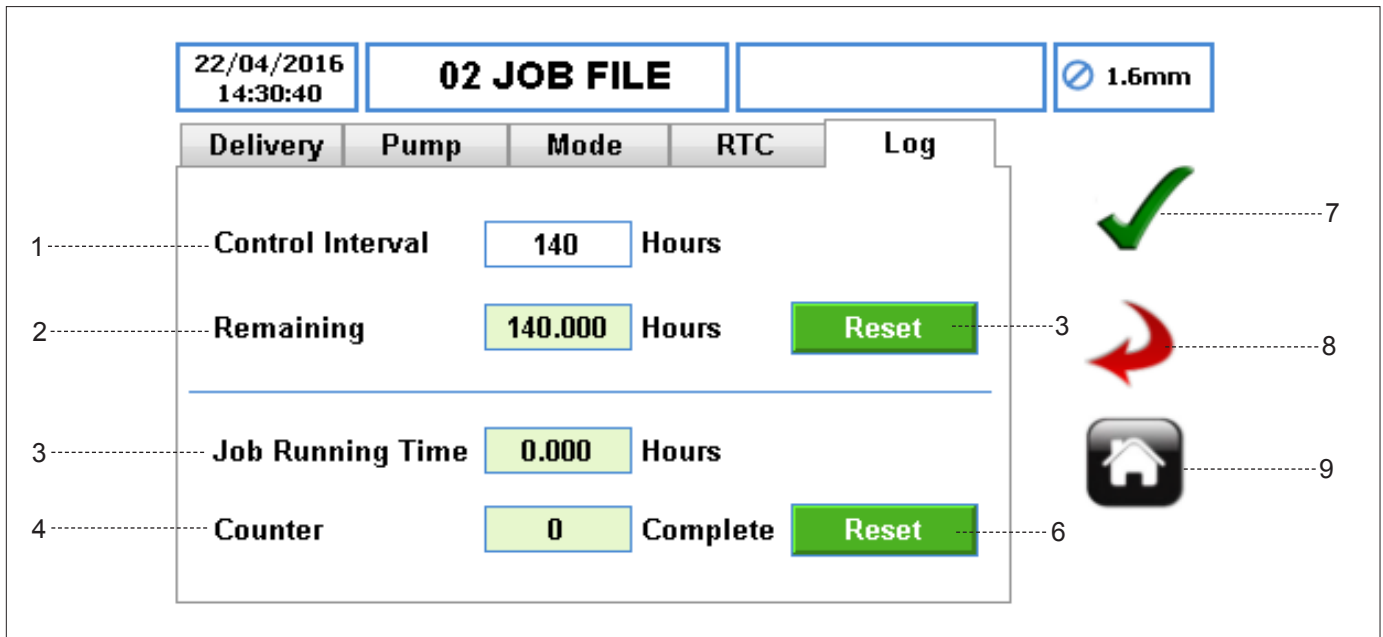 22/04/2016
14:30:40
02 JOB FILE
1.6mm
Delivery Pump Mode RTC Log
7
1 Control Interval 140 Hours
2 Remaining 140.000 Hours Reset 3
8
3 Job Running Time 0.000 Hours
9
4 Counter 0 Complete Reset 6